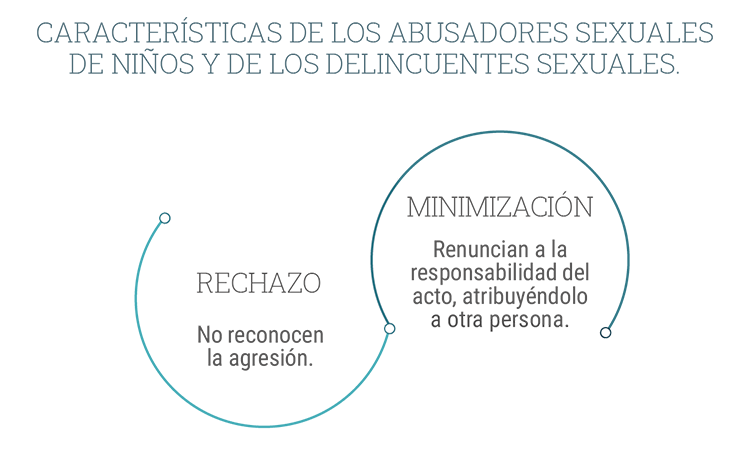 CARACTERÍSTICAS DE LOS ABUSADORES SEXUALES
DE NIÑOS Y DE LOS DELINCUENTES SEXUALES.
RECHAZO
No reconocen
la agresión.
MINIMIZACIÓN
Renuncian a la
responsabilidad del
acto, atribuyéndolo
a otra persona.